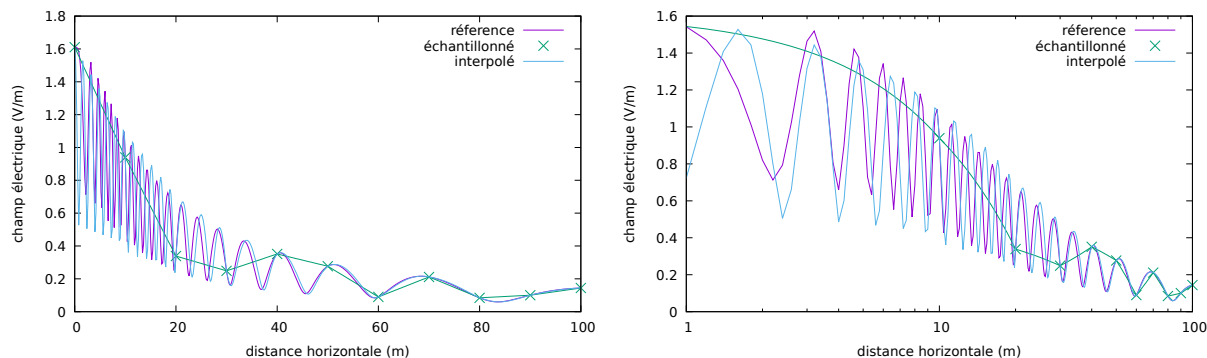 1.8
1.6
1.4
1.2
1
0.8
0.6
0.4
0.2
0
champ électrique (V/m)
réference
échantillonné
interpolé
0 20 40 60 80 100
distance horizontale (m)
1.6
1.4
1.2
1
0.8
0.6
0.4
0.2
0
champ électrique (V/m)
réference
échantillonné
interpolé
1 10 100
distance horizontale (m)